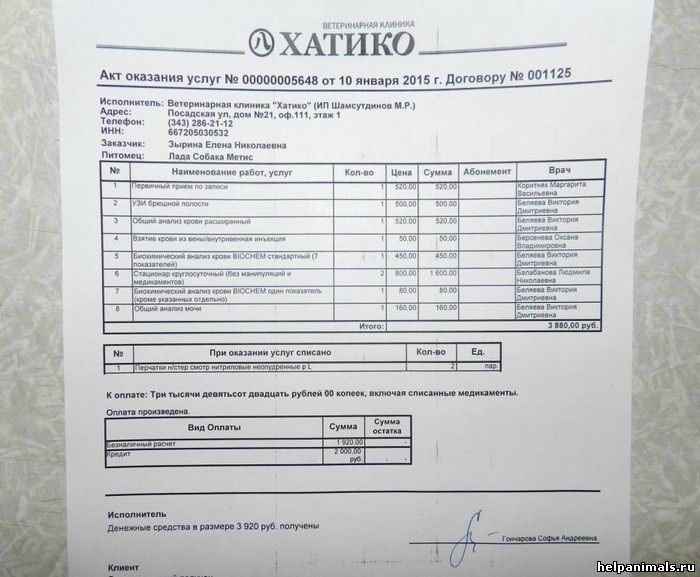 ВЕТЕРИНАРНАЯ КЛИНИКА
ХАТИКО
Акт оказания услуг № 00000005648 от 10 января 2015 г. Договору № 001125
Исполнитель: Ветеринарная клиника "Хатико" (ИП Шамсутдинов М.Р.)
Адрес: Посадская ул, дом №21, оф.111, этаж 1
Телефон: (343) 286-21-12
ИНН: 667205030532
Заказчик: Зырина Елена Николаевна
Питомец: Лада Собака Метис
№ Наименование работ, услуг Кол-во Цена Сумма Абонемент Врач
1 Первичный прием по записи 1 520,00 520,00 Коритняк Маргарита
Васильевна
2 УЗИ брюшной полости 1 500,00 500,00 Беляева Виктория
Дмитриевна
3 Общий анализ крови расширенный 1 520,00 520,00 Беляева Виктория
Дмитриевна
4 Взятие крови из вены/внутривенная инъекция 1 50,00 50,00 Берсенева Оксана
Владимировна
5 Биохимический анализ крови BIOCHEM стандартный (7 1 450,00 450,00 Беляева Виктория
показателей) Дмитриевна
6 Стационар круглосуточный (без манипуляций и 2 800,00 1 600,00 Балабанова Людмила
медикаментов) Николаевна
7 Биохимический анализ крови BIOCHEM один показатель 1 80,00 80,00 Беляева Виктория
(кроме указанных отдельно) Дмитриевна
8 Общий анализ мочи 1 160,00 160,00 Беляева Виктория
Дмитриевна
Итого: 3 880,00 руб.
№ При оказании услуг списано Кол-во Ед.
1 Перчатки н/стер смотр нитриловые неопудренные р L 2 пар.
К оплате: Три тысячи девятьсот двадцать рублей 00 копеек, включая списанные медикаменты.
Оплата произведена.
Вид Оплаты Сумма Сумма
остатка
Безналичный расчет 1 920,00 -
Кредит 2 000,00 -
руб.
Исполнитель
Денежные средства в размере 3 920 руб. получены
Гончарова Софья Андреевна
Клиент
helpanimals.ru